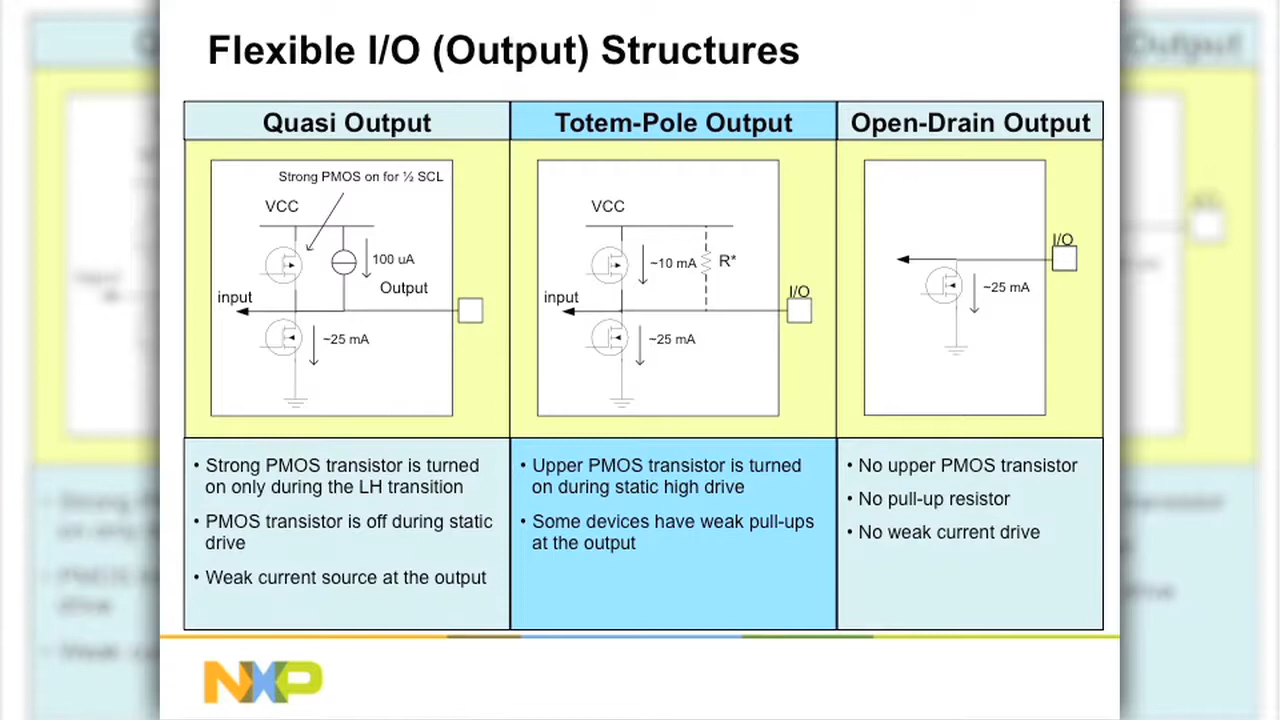 Flexible I/O (Output) Structures
Quasi Output
Totem-Pole Output
Open-Drain Output
Strong PMOS on for ½ SCL
VCC
100 uA
Output
input
~25 mA
VCC
~10 mA
R*
I/O
input
~25 mA
I/O
~25 mA
• Strong PMOS transistor is turned
on only during the LH transition
• PMOS transistor is off during static
drive
• Weak current source at the output
• Upper PMOS transistor is turned
on during static high drive
• Some devices have weak pull-ups
at the output
• No upper PMOS transistor
• No pull-up resistor
• No weak current drive
NXP